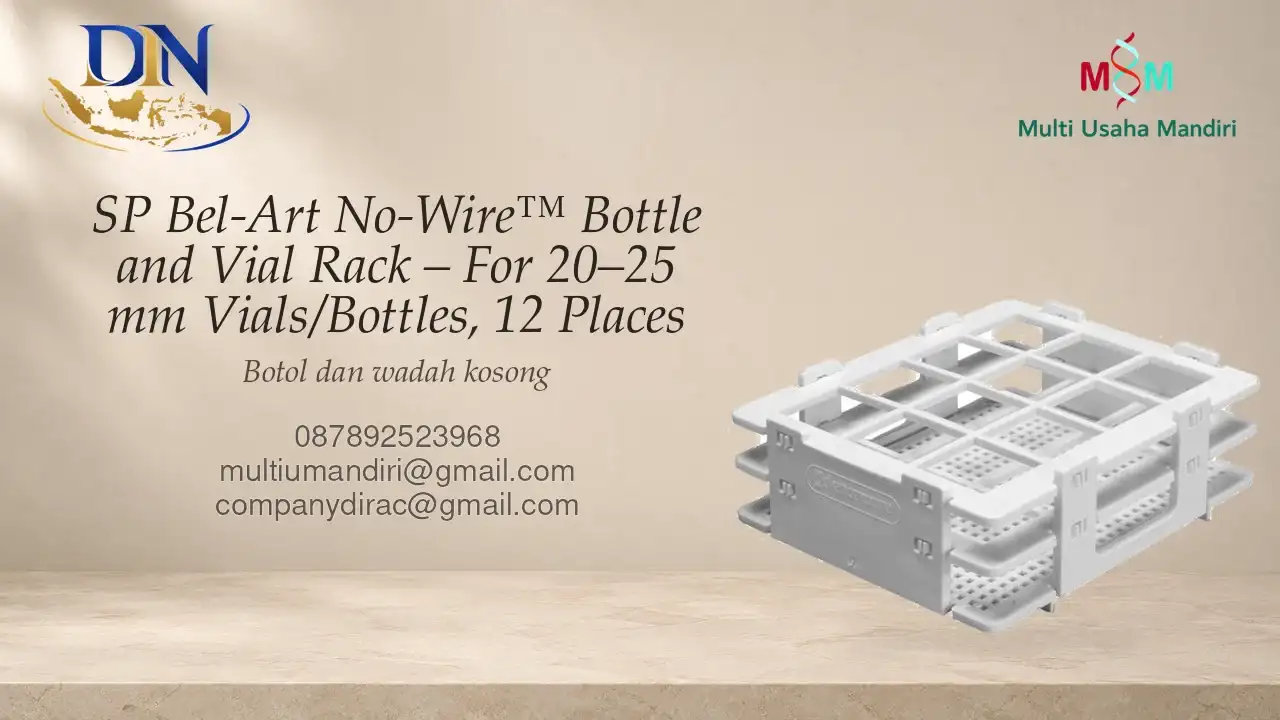 DN
M M
Multi Usaha Mandiri
SP Bel-Art No-Wire™ Bottle
and Vial Rack – For 20–25
mm Vials/Bottles, 12 Places
Botol dan wadah kosong
087892523968
multiumandiri@gmail.com
companydirac@gmail.com